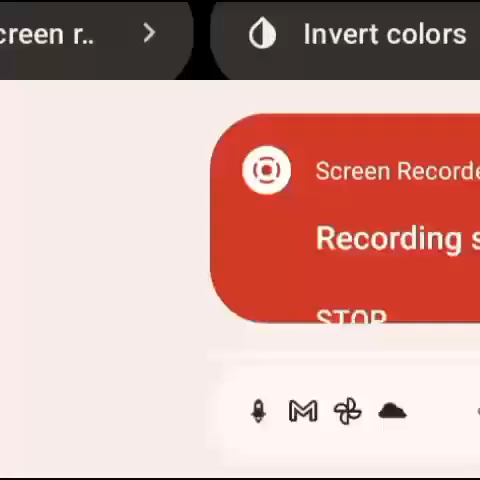 creen r..
Invert colors
Screen Recorde
Recording s
STOP